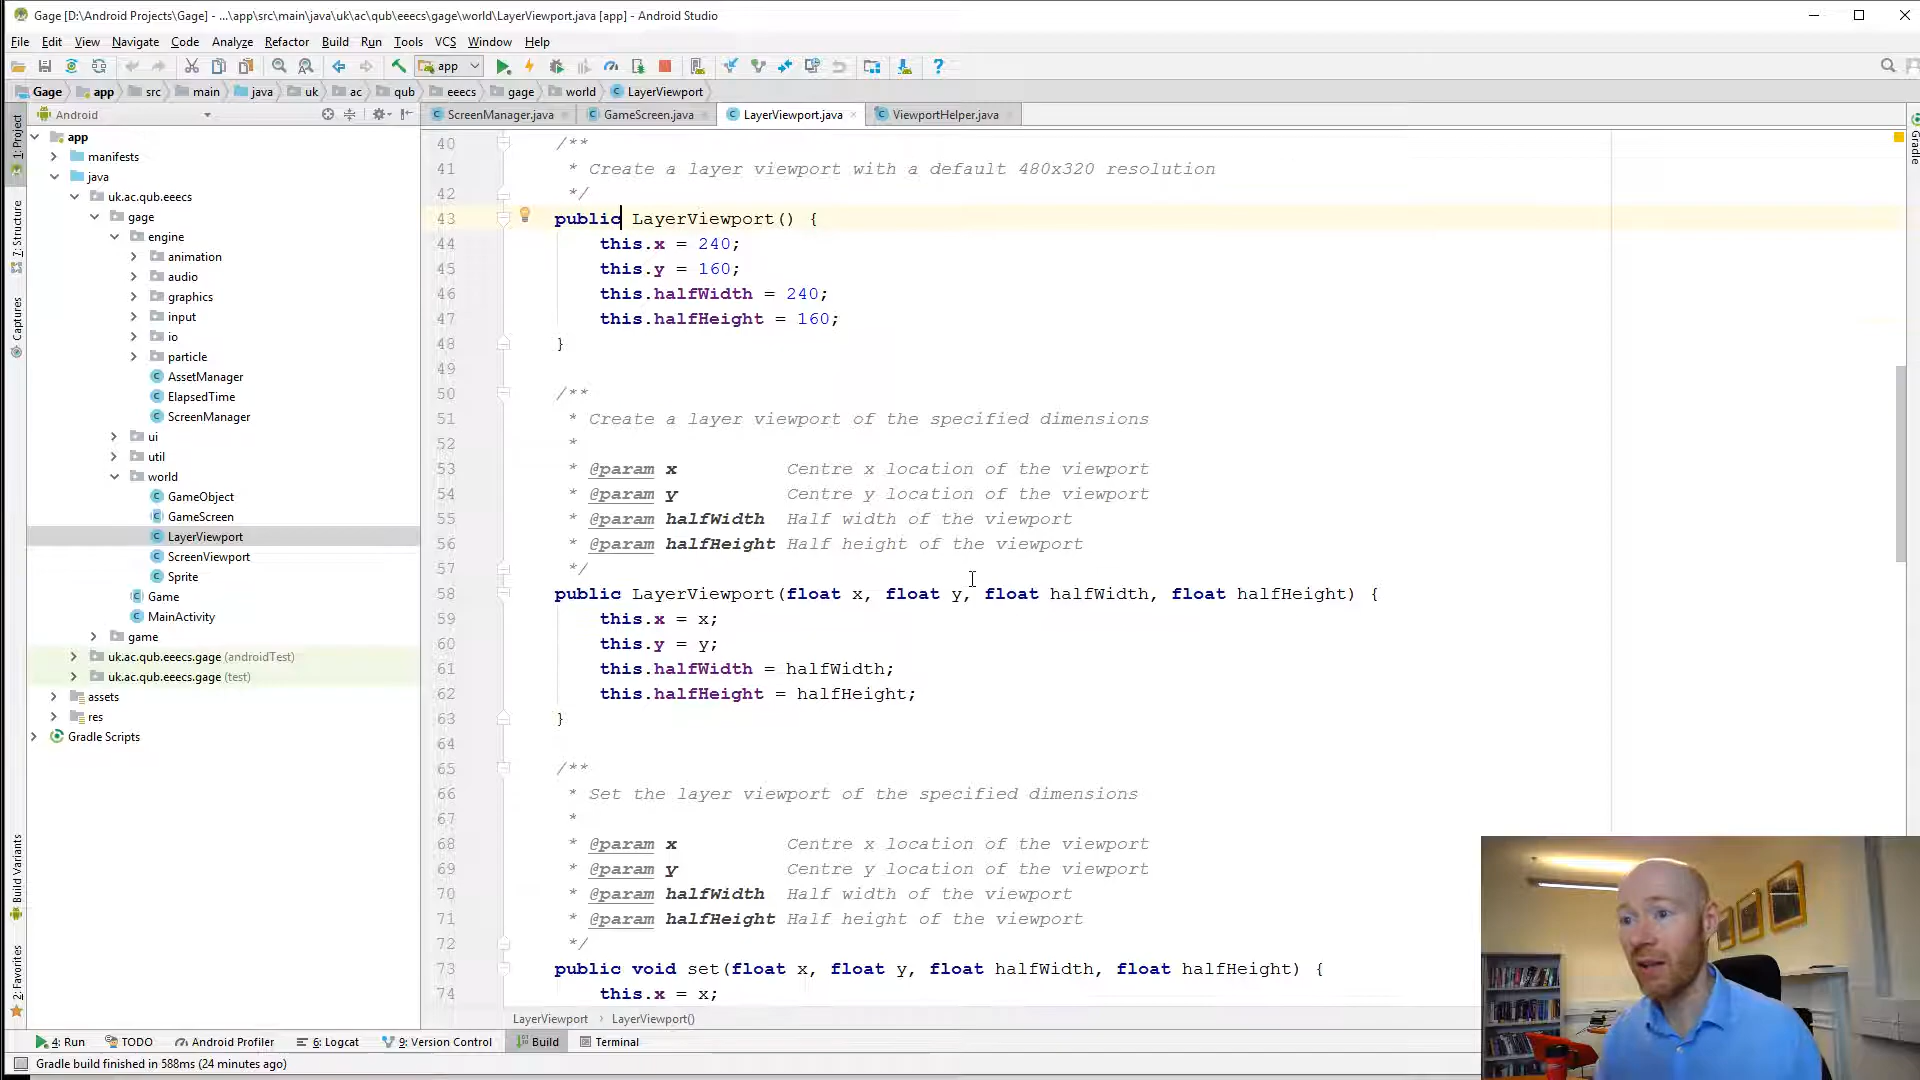 Gage [D:\Android Projects\Gage] - ...\app\src\main\java\uk\ac\qub\eeecs\gage\world\LayerViewport.java [app] - Android Studio
File Edit View Navigate Code Analyze Refactor Build Run Tools VCS Window Help
app
Gage app src main java uk ac qub eeecs gage world LayerViewport
Android
ScreenManager.java GameScreen.java LayerViewport.java ViewportHelper.java
1: Project
7: Structure
Captures
Build Variants
2: Favorites
Gradle
app
manifests
java
uk.ac.qub.eeecs
gage
engine
animation
audio
graphics
input
io
particle
AssetManager
ElapsedTime
ScreenManager
ui
util
world
GameObject
GameScreen
LayerViewport
ScreenViewport
Sprite
Game
MainActivity
game
uk.ac.qub.eeecs.gage (androidTest)
uk.ac.qub.eeecs.gage (test)
assets
res
Gradle Scripts
40 /**
41 * Create a layer viewport with a default 480x320 resolution
42 */
43 public LayerViewport() {
44 this.x = 240;
45 this.y = 160;
46 this.halfWidth = 240;
47 this.halfHeight = 160;
48 }
49
50 /**
51 * Create a layer viewport of the specified dimensions
52 *
53 * @param x Centre x location of the viewport
54 * @param y Centre y location of the viewport
55 * @param halfWidth Half width of the viewport
56 * @param halfHeight Half height of the viewport
57 */
58 public LayerViewport(float x, float y, float halfWidth, float halfHeight) {
59 this.x = x;
60 this.y = y;
61 this.halfWidth = halfWidth;
62 this.halfHeight = halfHeight;
63 }
64
65 /**
66 * Set the layer viewport of the specified dimensions
67 *
68 * @param x Centre x location of the viewport
69 * @param y Centre y location of the viewport
70 * @param halfWidth Half width of the viewport
71 * @param halfHeight Half height of the viewport
72 */
73 public void set(float x, float y, float halfWidth, float halfHeight) {
74 this.x = x;
LayerViewport › LayerViewport()
4: Run TODO Android Profiler 6: Logcat 9: Version Control Build Terminal
Gradle build finished in 588ms (24 minutes ago)